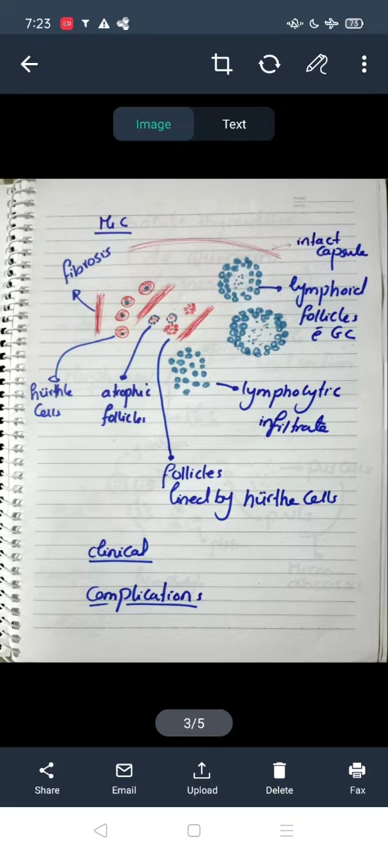 7:23
73
Image
Text
M.C
intact
capsule
fibrosis
lymphoid
follicles
é GC
hürthle
Cells
atrophic
follicles
lymphocytic
infiltrate
follicles
lined by hürthe Cells
clinical
Complications
3/5
Share
Email
Upload
Delete
Fax